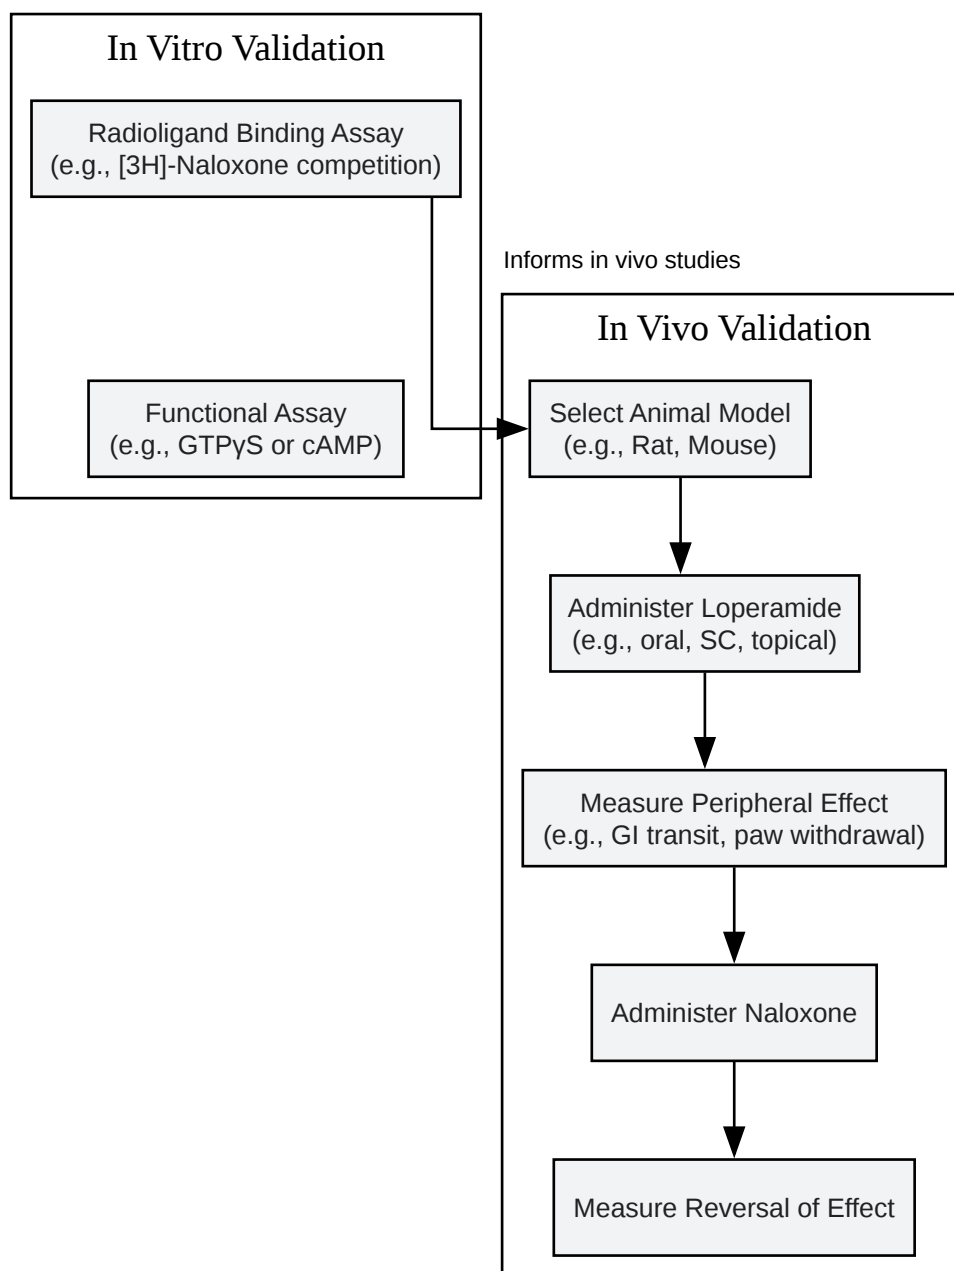 In Vitro Validation
Radioligand Binding Assay
(e.g., [3H]-Naloxone competition)
Functional Assay
(e.g., GTPγS or cAMP)
Informs in vivo studies
In Vivo Validation
Select Animal Model
(e.g., Rat, Mouse)
Administer Loperamide
(e.g., oral, SC, topical)
Measure Peripheral Effect
(e.g., GI transit, paw withdrawal)
Administer Naloxone
Measure Reversal of Effect